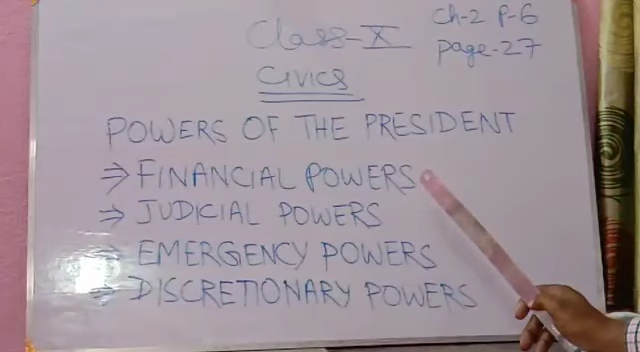 Class-X
Ch-2 P-6
page-27
CIVICS
POWERS OF THE PRESIDENT
⇒ FINANCIAL POWERS
⇒ JUDICIAL POWERS
⇒ EMERGENCY POWERS
⇒ DISCRETIONARY POWERS